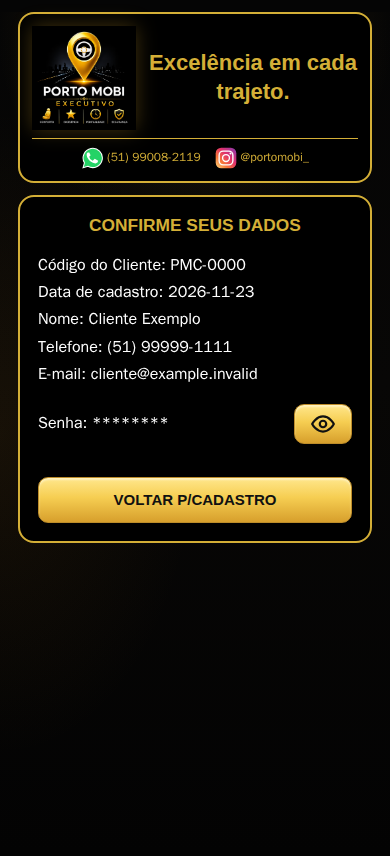 PORTO MOBI
EXECUTIVO
Excelência em cada
trajeto.
(51) 99008-2119 @portomobi_
CONFIRME SEUS DADOS
Código do Cliente: PMC-0000
Data de cadastro: 2026-11-23
Nome: Cliente Exemplo
Telefone: (51) 99999-1111
E-mail: cliente@example.invalid
Senha: ********
VOLTAR P/CADASTRO